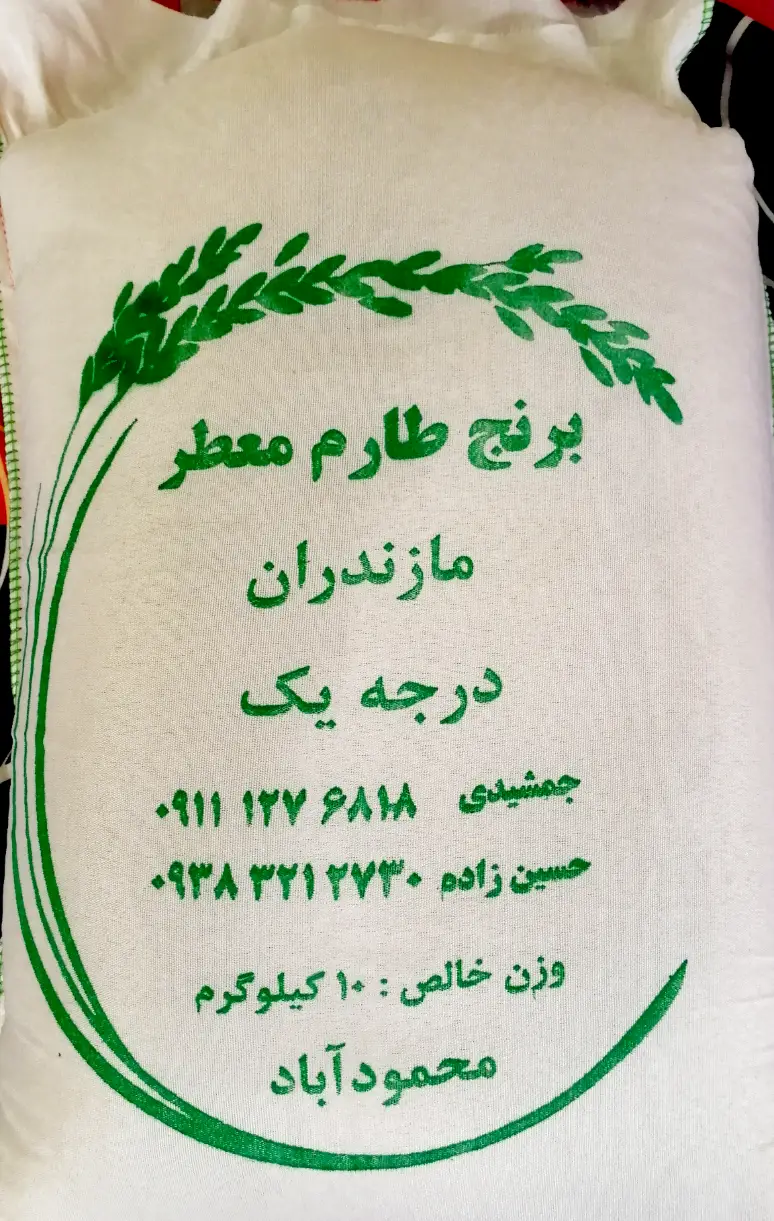 برنج طارم معطر
مازندران
درجه یک
جمشیدی ۰۹۱۱ ۱۲۷ ۶۸۱۸
حسین زاده ۰۹۳۸ ۳۲۱ ۲۷۳۰
وزن خالص : ۱۰ کیلوگرم
محمودآباد